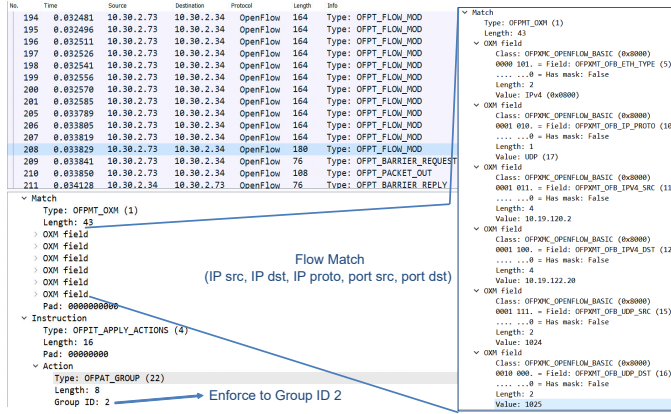 No. Time Source Destination Protocol Length Info
194 0.032481 10.30.2.73 10.30.2.34 OpenFlow 164 Type: OFPT_FLOW_MOD
195 0.032496 10.30.2.73 10.30.2.34 OpenFlow 164 Type: OFPT_FLOW_MOD
196 0.032511 10.30.2.73 10.30.2.34 OpenFlow 164 Type: OFPT_FLOW_MOD
197 0.032526 10.30.2.73 10.30.2.34 OpenFlow 164 Type: OFPT_FLOW_MOD
198 0.032541 10.30.2.73 10.30.2.34 OpenFlow 164 Type: OFPT_FLOW_MOD
199 0.032556 10.30.2.73 10.30.2.34 OpenFlow 164 Type: OFPT_FLOW_MOD
200 0.032570 10.30.2.73 10.30.2.34 OpenFlow 164 Type: OFPT_FLOW_MOD
201 0.032585 10.30.2.73 10.30.2.34 OpenFlow 164 Type: OFPT_FLOW_MOD
205 0.033789 10.30.2.73 10.30.2.34 OpenFlow 164 Type: OFPT_FLOW_MOD
206 0.033805 10.30.2.73 10.30.2.34 OpenFlow 164 Type: OFPT_FLOW_MOD
207 0.033819 10.30.2.73 10.30.2.34 OpenFlow 164 Type: OFPT_FLOW_MOD
208 0.033829 10.30.2.73 10.30.2.34 OpenFlow 180 Type: OFPT_FLOW_MOD
209 0.033841 10.30.2.73 10.30.2.34 OpenFlow 76 Type: OFPT_BARRIER_REQUEST
210 0.033850 10.30.2.73 10.30.2.34 OpenFlow 108 Type: OFPT_PACKET_OUT
211 0.034128 10.30.2.34 10.30.2.73 OpenFlow 76 Type: OFPT_BARRIER_REPLY
Match
Type: OFPMT_OXM (1)
Length: 43
OXM field
OXM field
OXM field
OXM field
OXM field
OXM field
Pad: 0000000000
Instruction
Type: OFPIT_APPLY_ACTIONS (4)
Length: 16
Pad: 00000000
Action
Type: OFPAT_GROUP (22)
Length: 8
Group ID: 2
Flow Match
(IP src, IP dst, IP proto, port src, port dst)
Enforce to Group ID 2
Match
Type: OFPMT_OXM (1)
Length: 43
OXM field
Class: OFPXMC_OPENFLOW_BASIC (0x8000)
0000 101. = Field: OFPXMT_OFB_ETH_TYPE (5)
.... ...0 = Has mask: False
Length: 2
Value: IPv4 (0x0800)
OXM field
Class: OFPXMC_OPENFLOW_BASIC (0x8000)
0001 010. = Field: OFPXMT_OFB_IP_PROTO (10
.... ...0 = Has mask: False
Length: 1
Value: UDP (17)
OXM field
Class: OFPXMC_OPENFLOW_BASIC (0x8000)
0001 011. = Field: OFPXMT_OFB_IPV4_SRC (11
.... ...0 = Has mask: False
Length: 4
Value: 10.19.120.2
OXM field
Class: OFPXMC_OPENFLOW_BASIC (0x8000)
0001 100. = Field: OFPXMT_OFB_IPV4_DST (12
.... ...0 = Has mask: False
Length: 4
Value: 10.19.122.20
OXM field
Class: OFPXMC_OPENFLOW_BASIC (0x8000)
0001 111. = Field: OFPXMT_OFB_UDP_SRC (15)
.... ...0 = Has mask: False
Length: 2
Value: 1024
OXM field
Class: OFPXMC_OPENFLOW_BASIC (0x8000)
0010 000. = Field: OFPXMT_OFB_UDP_DST (16)
.... ...0 = Has mask: False
Length: 2
Value: 1025